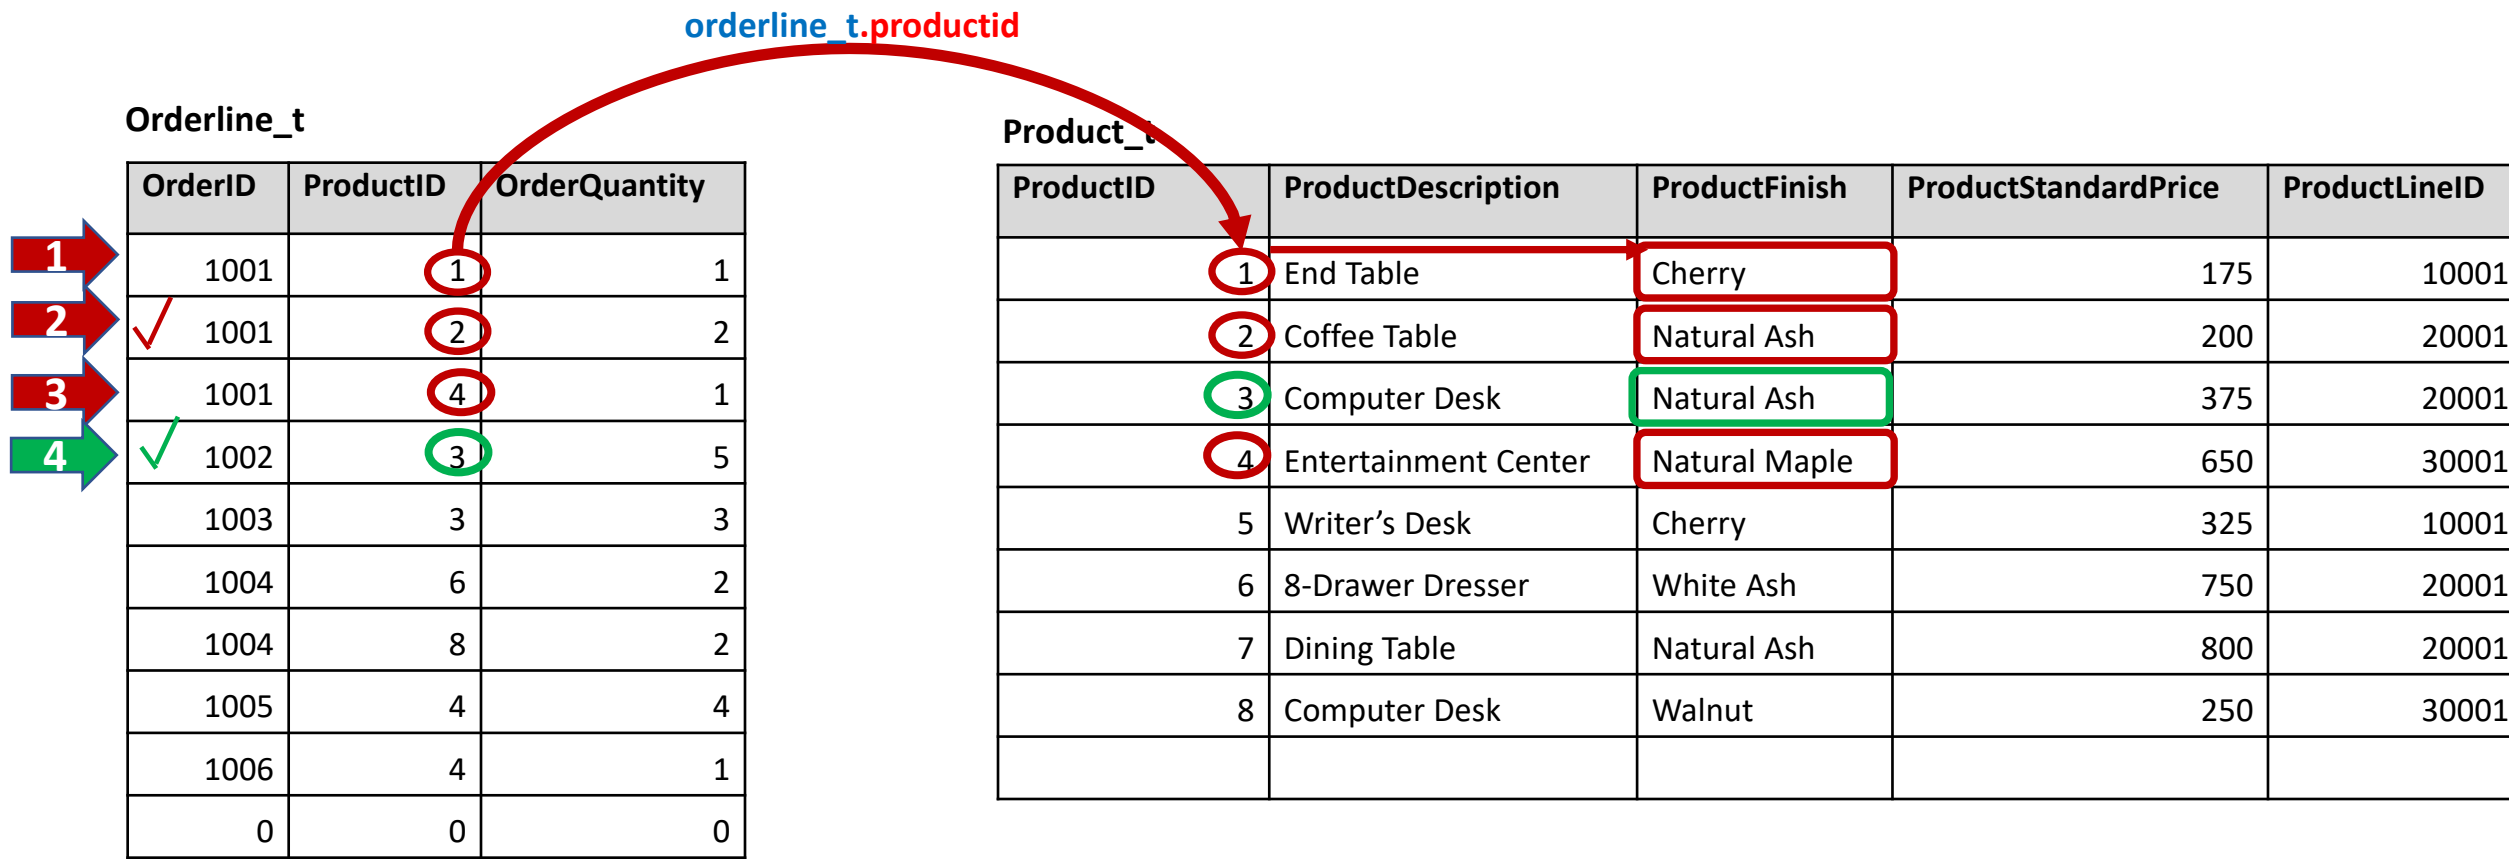 orderline_t.productid
Orderline_t
OrderID ProductID OrderQuantity
1 1001 1 1
2 1001 2 2
3 1001 4 1
4 1002 3 5
1003 3 3
1004 6 2
1004 8 2
1005 4 4
1006 4 1
0 0 0
Product_t
ProductID ProductDescription ProductFinish ProductStandardPrice ProductLineID
1 End Table Cherry 175 10001
2 Coffee Table Natural Ash 200 20001
3 Computer Desk Natural Ash 375 20001
4 Entertainment Center Natural Maple 650 30001
5 Writer’s Desk Cherry 325 10001
6 8-Drawer Dresser White Ash 750 20001
7 Dining Table Natural Ash 800 20001
8 Computer Desk Walnut 250 30001